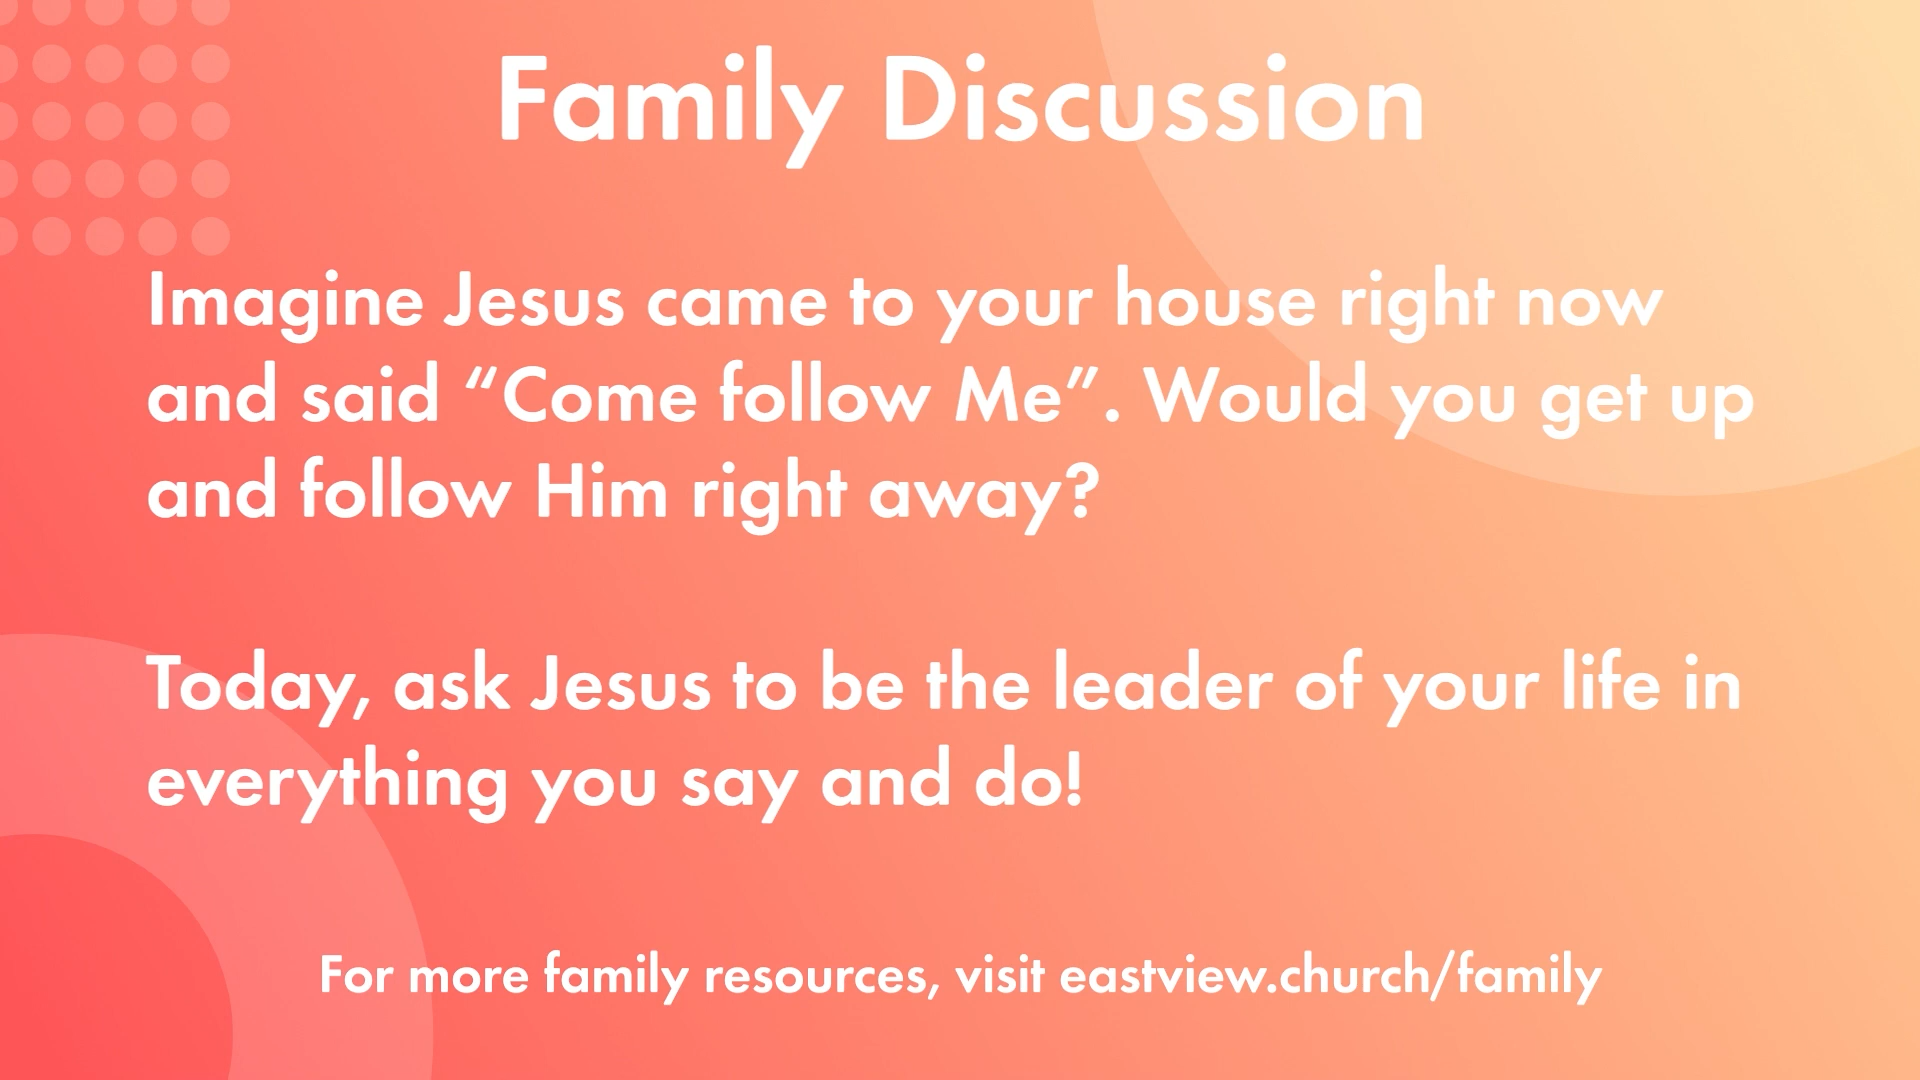 Family Discussion
Imagine Jesus came to your house right now
and said “Come follow Me”. Would you get up
and follow Him right away?
Today, ask Jesus to be the leader of your life in
everything you say and do!
For more family resources, visit eastview.church/family